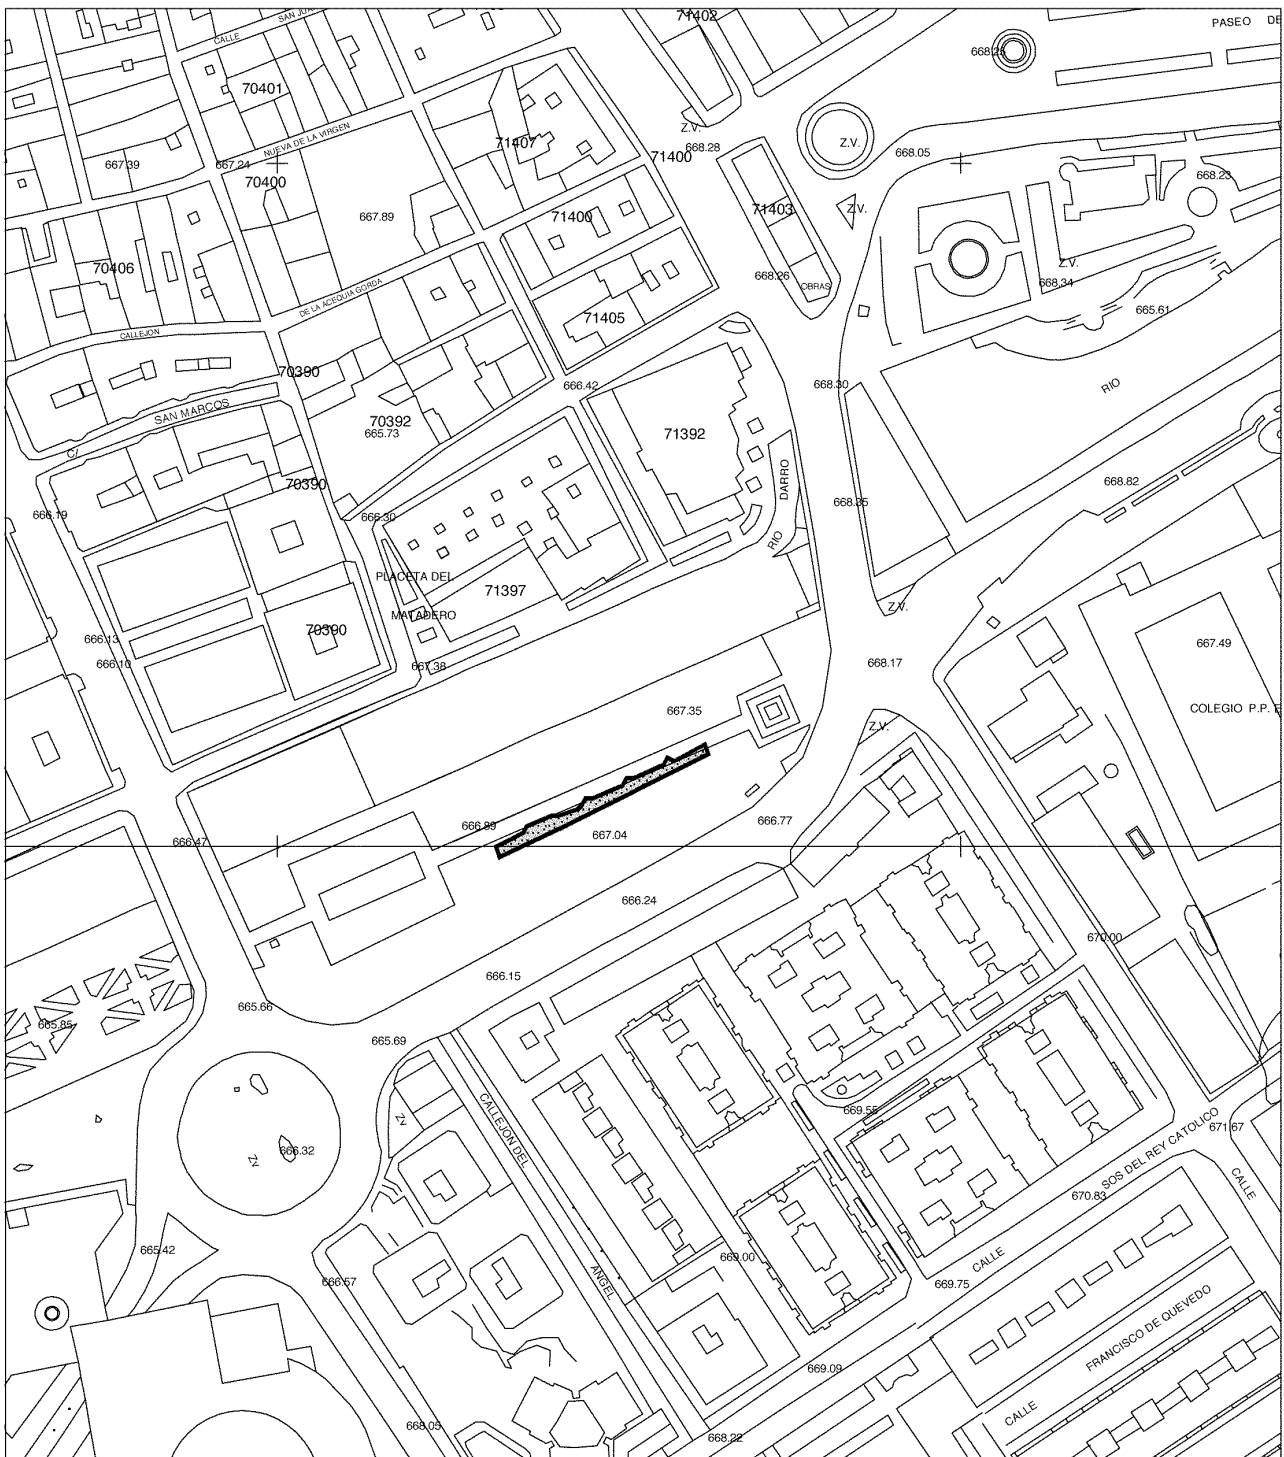 71402
PASEO DE
SAN JUAN
CALLE
668.25
70401
Z.V.
NUEVA DE LA VIRGEN
71407
Z.V.
668.28
71400
668.05
667.39
667.24
70400
668.23
667.89
71400
71403
Z.V.
70406
668.26
OBRAS
Z.V.
668.34
DE LA ACEQUIA GORDA
71405
665.61
CALLEJON
70390
666.42
668.30
RIO
SAN MARCOS
C/
70392
665.73
71392
DARRO
668.82
70390
668.35
666.19
666.30
RIO
PLACETA DEL
71397
MATADERO
Z.V.
70390
666.13
666.10
667.38
667.49
668.17
COLEGIO P.P. E
667.35
Z.V.
666.89
667.04
666.77
666.47
666.24
670.00
666.15
665.66
665.85
665.69
CALLEJON DEL
ZV
669.55
SOS DEL REY CATOLICO
671.67
666.32
ZV
CALLE
670.83
665.42
669.00
CALLE
666.57
ANGEL
669.75
FRANCISCO DE QUEVEDO
669.09
CALLE
668.05
668.22